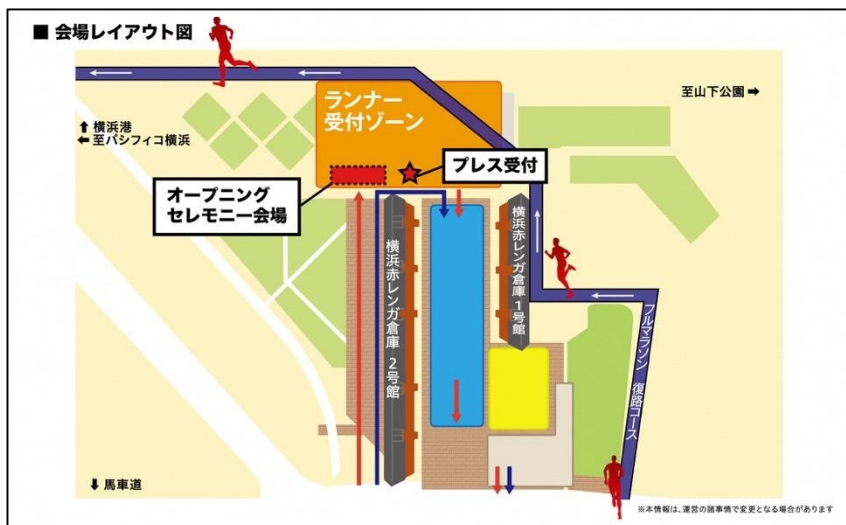 ■ 会場レイアウト図
ランナー
受付ゾーン
至山下公園 ➡
⬆ 横浜港
⬅ 至パシフィコ横浜
プレス受付
オープニング
セレモニー会場
横浜赤レンガ倉庫 2号館
横浜赤レンガ倉庫 1号館
フルマラソン 復路コース
⬇ 馬車道
※本情報は、運営の諸事情で変更となる場合があります